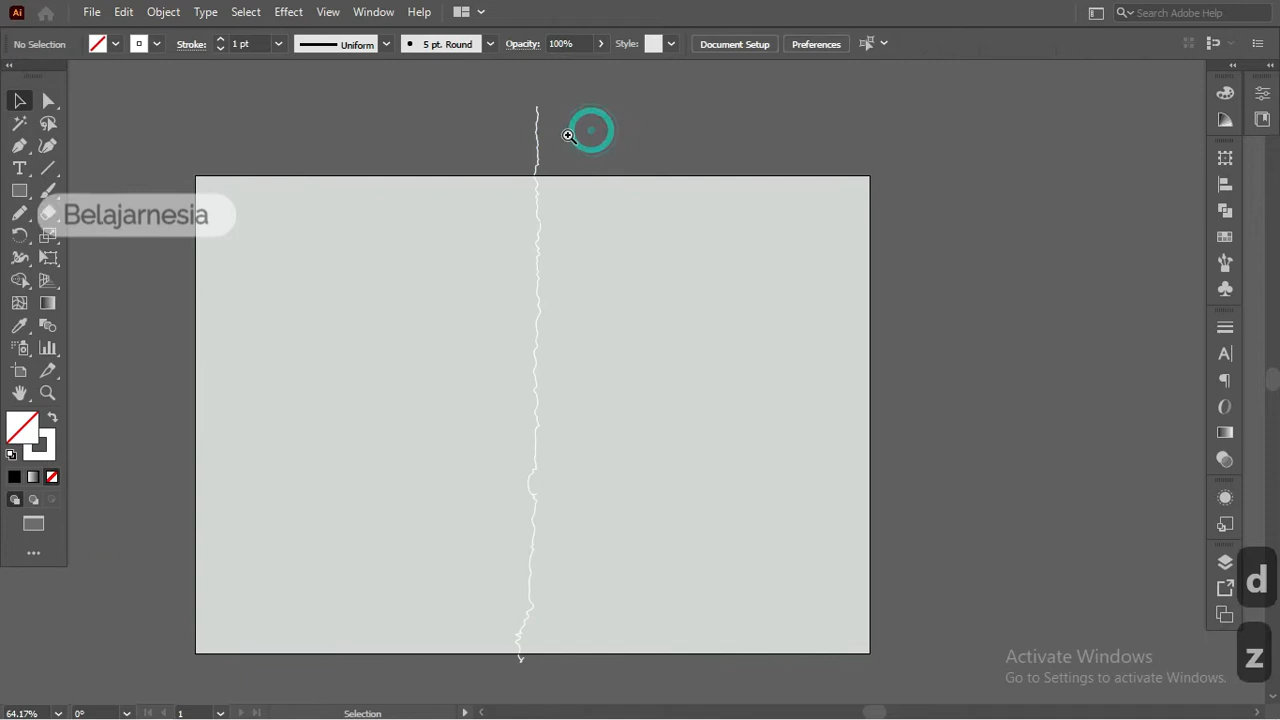 Ai File Edit Object Type Select Effect View Window Help Search Adobe Help
No Selection Stroke: 1 pt Uniform 5 pt. Round Opacity: 100% Style: Document Setup Preferences
Belajarnesia
d
z
Activate Windows
Go to Settings to activate Windows.
64.17% 0° 1 Selection